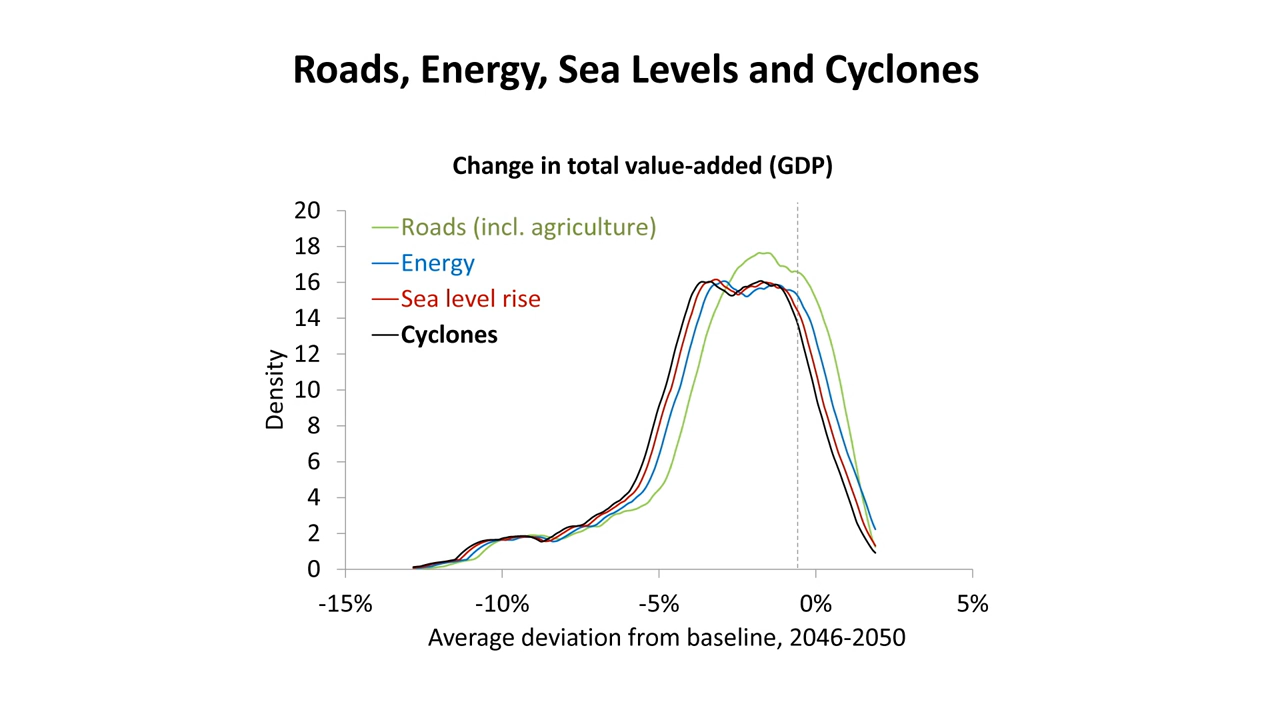 Roads, Energy, Sea Levels and Cyclones
Change in total value-added (GDP)
20
18
16
14
12
10
8
6
4
2
0
Density
Roads (incl. agriculture)
Energy
Sea level rise
Cyclones
-15%
-10%
-5%
0%
5%
Average deviation from baseline, 2046-2050